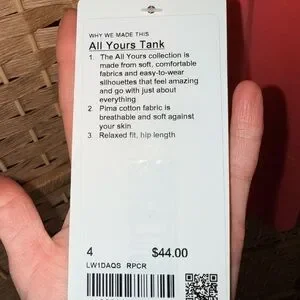 WHY WE MADE THIS
All Yours Tank
1. The All Yours collection is
made from soft, comfortable
fabrics and easy-to-wear
silhouettes that feel amazing
and go with just about
everything
2. Pima cotton fabric is
breathable and soft against
your skin
3. Relaxed fit, hip length
4 $44.00
LW1DAQS RPCR